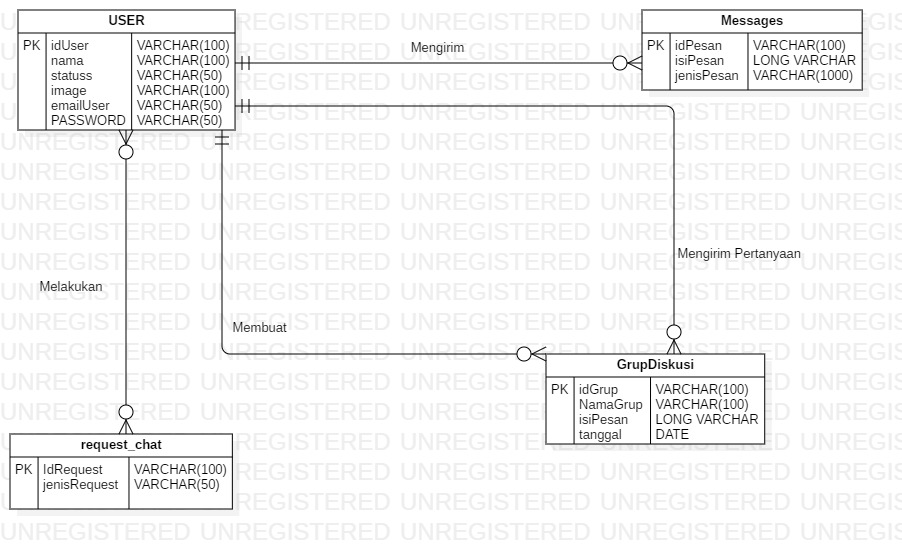 USER
PK idUser VARCHAR(100)
nama VARCHAR(100)
statuss VARCHAR(50)
image VARCHAR(100)
emailUser VARCHAR(50)
PASSWORD VARCHAR(50)
Mengirim
Messages
PK idPesan VARCHAR(100)
isiPesan LONG VARCHAR
jenisPesan VARCHAR(1000)
Mengirim Pertanyaan
Melakukan
Membuat
GrupDiskusi
PK idGrup VARCHAR(100)
NamaGrup VARCHAR(100)
isiPesan LONG VARCHAR
tanggal DATE
request_chat
PK IdRequest VARCHAR(100)
jenisRequest VARCHAR(50)
UNREGISTERED